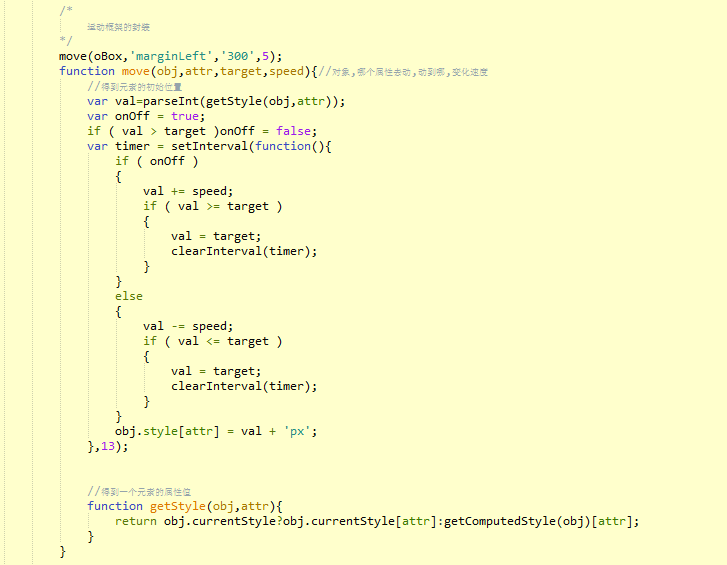 /*
运动框架的封装
*/
move(oBox,'marginLeft','300',5);
function move(obj,attr,target,speed){//对象,哪个属性去动,动到哪,变化速度
//得到元素的初始位置
var val=parseInt(getStyle(obj,attr));
var onOff = true;
if ( val > target )onOff = false;
var timer = setInterval(function(){
if ( onOff )
{
val += speed;
if ( val >= target )
{
val = target;
clearInterval(timer);
}
}
else
{
val -= speed;
if ( val <= target )
{
val = target;
clearInterval(timer);
}
}
obj.style[attr] = val + 'px';
},13);
//得到一个元素的属性值
function getStyle(obj,attr){
return obj.currentStyle?obj.currentStyle[attr]:getComputedStyle(obj)[attr];
}
}